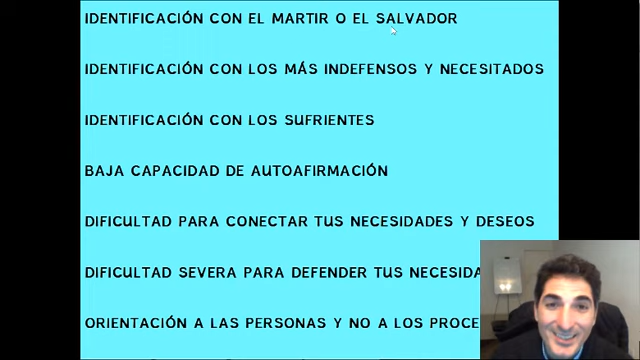 IDENTIFICACIÓN CON EL MARTIR O EL SALVADOR
IDENTIFICACIÓN CON LOS MÁS INDEFENSOS Y NECESITADOS
IDENTIFICACIÓN CON LOS SUFRIENTES
BAJA CAPACIDAD DE AUTOAFIRMACIÓN
DIFICULTAD PARA CONECTAR TUS NECESIDADES Y DESEOS
DIFICULTAD SEVERA PARA DEFENDER TUS
ORIENTACIÓN A LAS PERSONAS Y NO A LOS